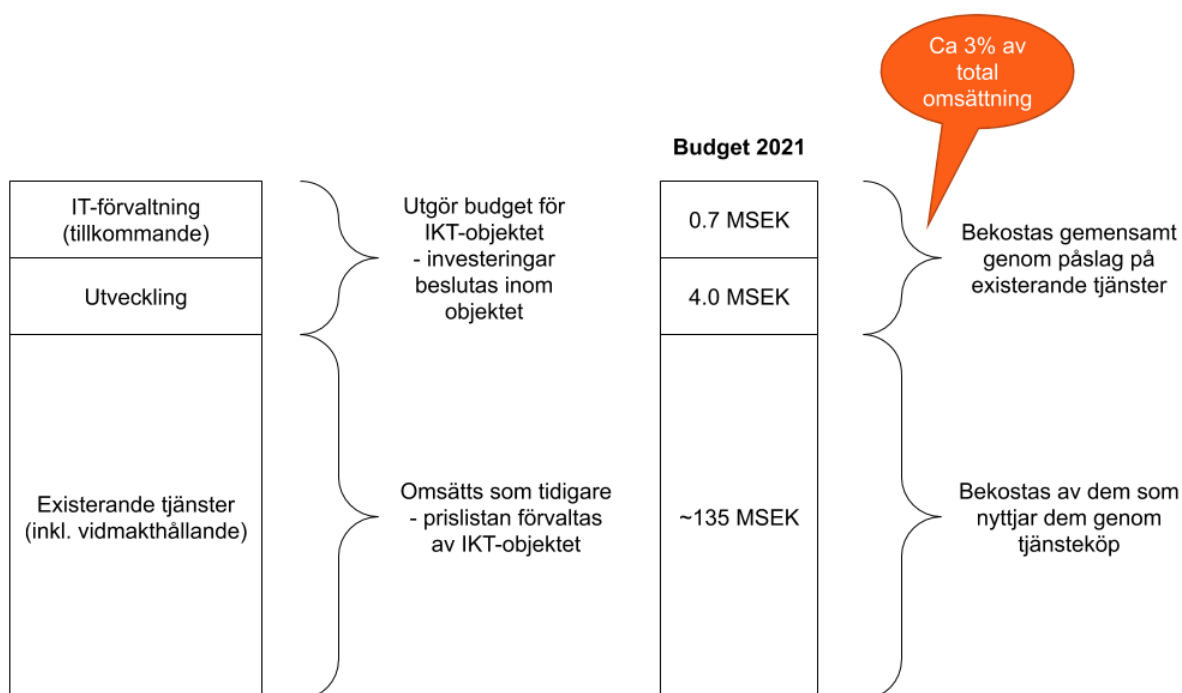 Ca 3% av
total
omsättning
Budget 2021
IT-förvaltning
(tillkommande)
Utveckling
Utgör budget för
IKT-objektet
- investeringar
beslutas inom
objektet
0.7 MSEK
4.0 MSEK
Bekostas gemensamt
genom påslag på
existerande tjänster
Existerande tjänster
(inkl. vidmakthållande)
Omsätts som tidigare
- prislistan förvaltas
av IKT-objektet
~135 MSEK
Bekostas av dem som
nyttjar dem genom
tjänsteköp